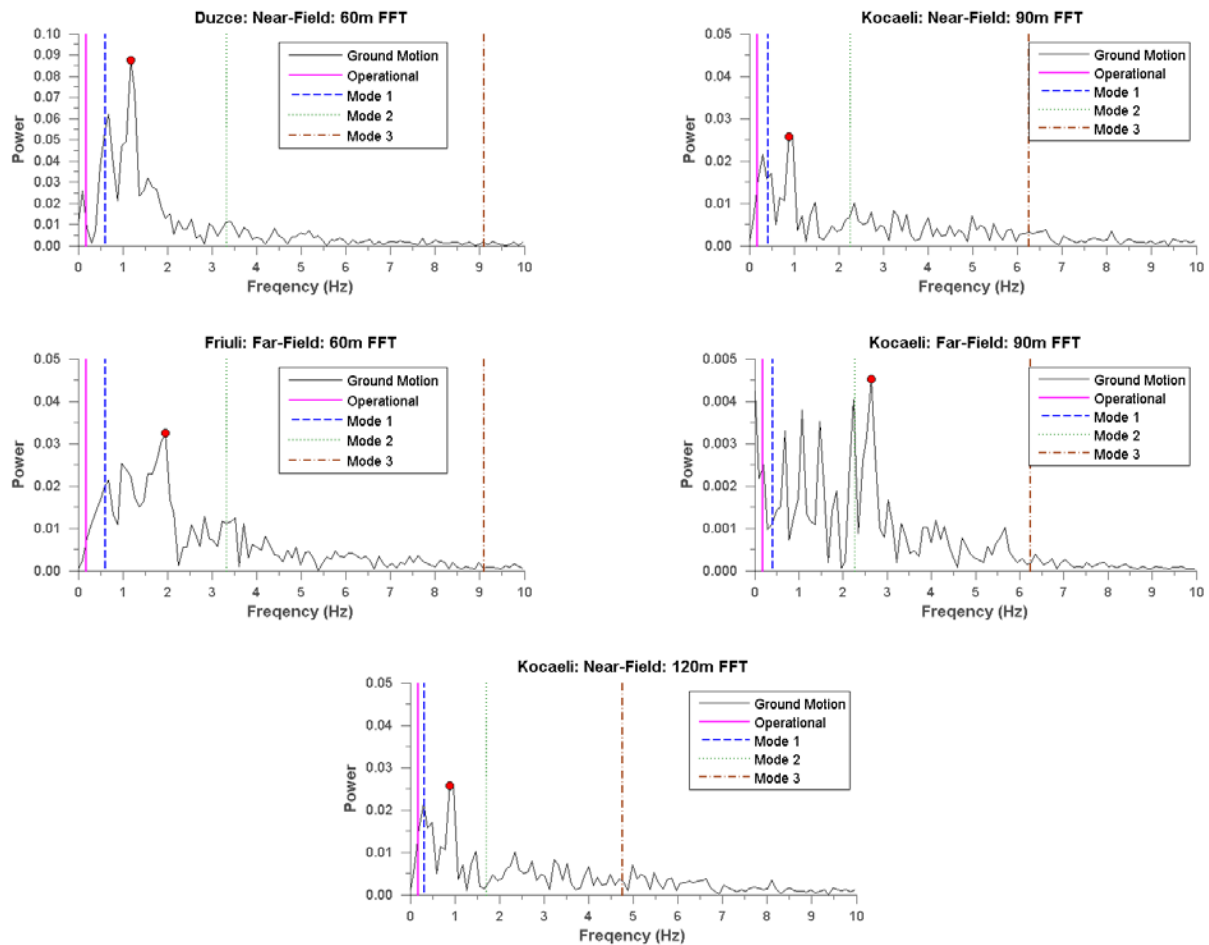 Duzce: Near-Field: 60m FFT
0.10
0.09
0.08
0.07
0.06
0.05
0.04
0.03
0.02
0.01
0.00
Power
0 1 2 3 4 5 6 7 8 9 10
Freqency (Hz)
Ground Motion
Operational
Mode 1
Mode 2
Mode 3
Kocaeli: Near-Field: 90m FFT
0.05
0.04
0.03
0.02
0.01
0.00
Power
0 1 2 3 4 5 6 7 8 9 10
Freqency (Hz)
Ground Motion
Operational
Mode 1
Mode 2
Mode 3
Friuli: Far-Field: 60m FFT
0.05
0.04
0.03
0.02
0.01
0.00
Power
0 1 2 3 4 5 6 7 8 9 10
Freqency (Hz)
Ground Motion
Operational
Mode 1
Mode 2
Mode 3
Kocaeli: Far-Field: 90m FFT
0.005
0.004
0.003
0.002
0.001
0.000
Power
0 1 2 3 4 5 6 7 8 9 10
Freqency (Hz)
Ground Motion
Operational
Mode 1
Mode 2
Mode 3
Kocaeli: Near-Field: 120m FFT
0.05
0.04
0.03
0.02
0.01
0.00
Power
0 1 2 3 4 5 6 7 8 9 10
Freqency (Hz)
Ground Motion
Operational
Mode 1
Mode 2
Mode 3